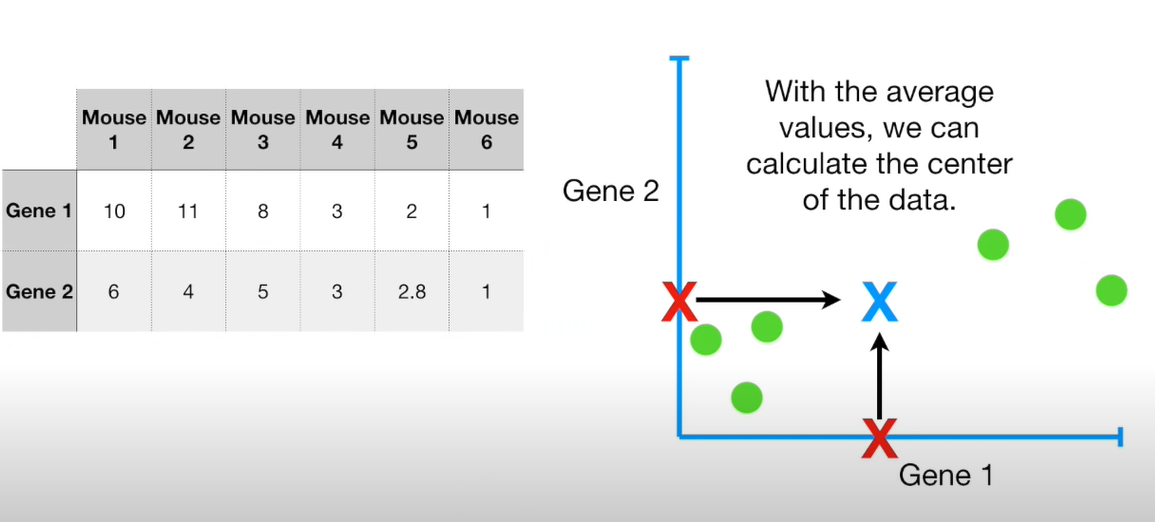 Mouse 1 Mouse 2 Mouse 3 Mouse 4 Mouse 5 Mouse 6
Gene 1 10 11 8 3 2 1
Gene 2 6 4 5 3 2.8 1
With the average
values, we can
calculate the center
of the data.
Gene 2
X X
X
Gene 1